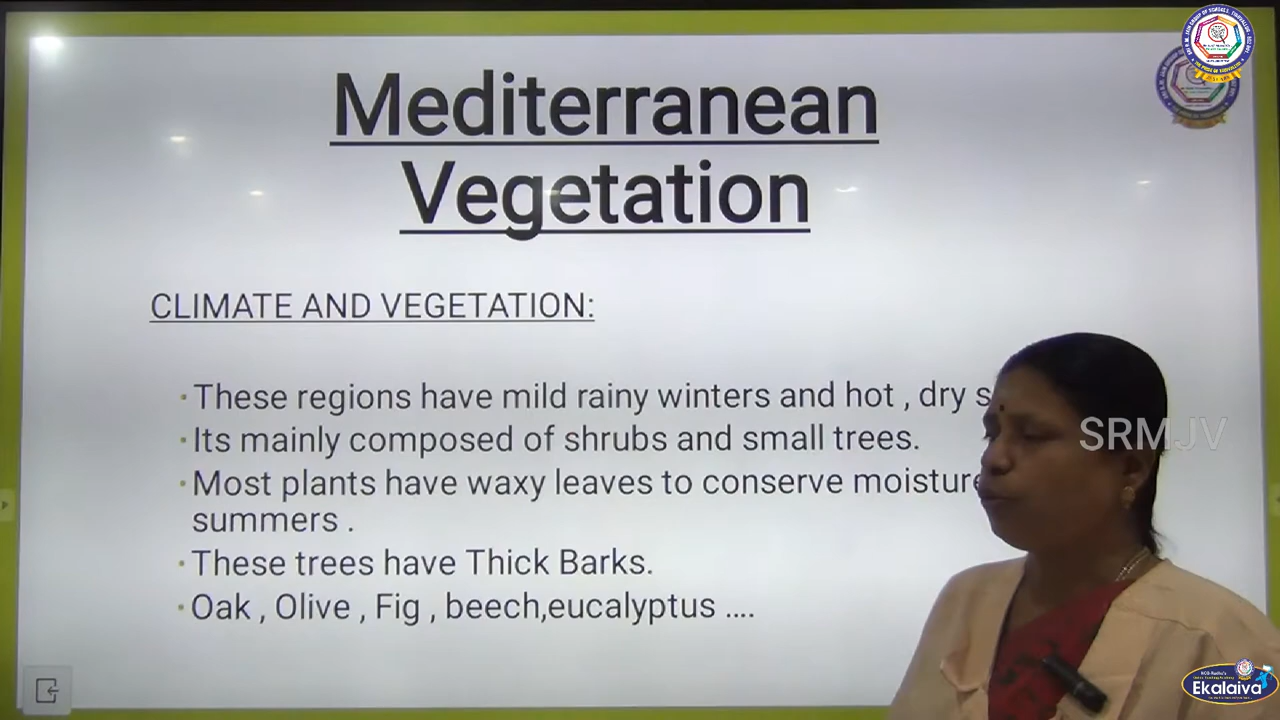 Mediterranean
Vegetation
CLIMATE AND VEGETATION:
These regions have mild rainy winters and hot , dry
Its mainly composed of shrubs and small trees.
Most plants have waxy leaves to conserve moisture
summers .
These trees have Thick Barks.
Oak , Olive , Fig , beech,eucalyptus ....
SRMJV
Ekalaiva